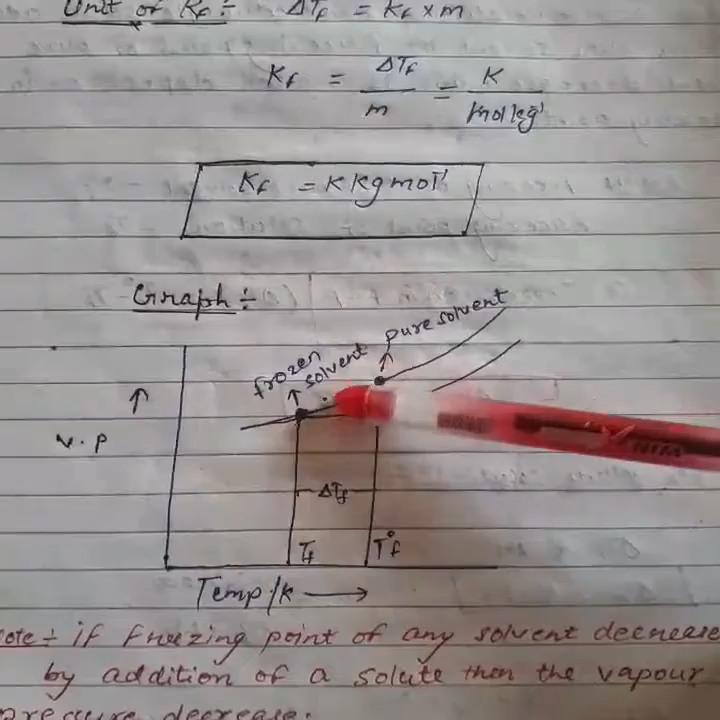 Unit of Kf ÷ ΔTf = Kf × m
Kf = ΔTf / m = K / mol kg⁻¹
Kf = K kg mol⁻¹
Graph ÷
pure solvent
frozen
solvent
↑
V.P
ΔTf
Tf T°f
Temp/K →
ote ÷ if freezing point of any solvent decrease
by addition of a solute then the vapour
pressure decrease.